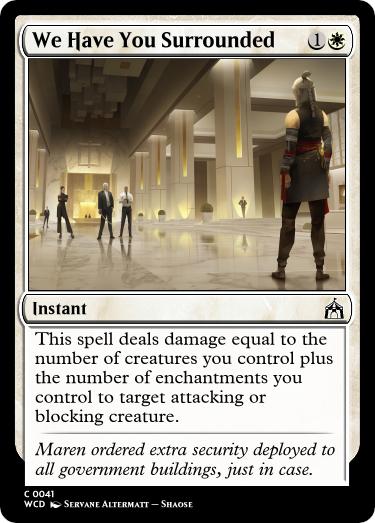 We Have You Surrounded 1
Instant
This spell deals damage equal to the
number of creatures you control plus
the number of enchantments you
control to target attacking or
blocking creature.
Maren ordered extra security deployed to
all government buildings, just in case.
C 0041
WCD Servane Altermatt – Shaose